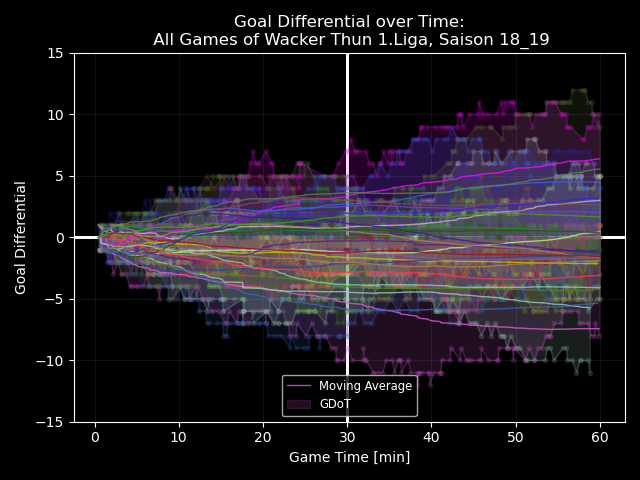 Goal Differential over Time:
All Games of Wacker Thun 1.Liga, Saison 18_19
15
10
5
0
−5
−10
−15
Goal Differential
0
10
20
30
40
50
60
Game Time [min]
Moving Average
GDoT